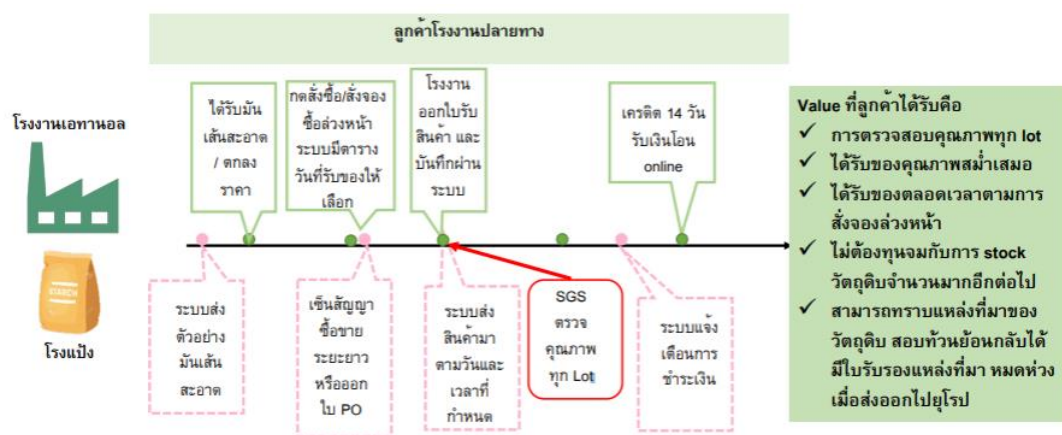 ลูกค้าโรงงานปลายทาง
โรงงานเอทานอล
STARCH
โรงแป้ง
ได้รับมัน
เส้นสะอาด
/ ตกลง
ราคา
กดสั่งซื้อ/สั่งจอง
ซื้อล่วงหน้า
ระบบมีตาราง
วันที่รับของให้
เลือก
โรงงาน
ออกใบรับ
สินค้า และ
บันทึกผ่าน
ระบบ
เครดิต 14 วัน
รับเงินโอน
online
ระบบส่ง
ตัวอย่าง
มันเส้น
สะอาด
เซ็นสัญญา
ซื้อขาย
ระยะยาว
หรือออก
ใบ PO
ระบบส่ง
สินค้ามา
ตามวันและ
เวลาที่
กำหนด
SGS
ตรวจ
คุณภาพ
ทุก Lot
ระบบแจ้ง
เตือนการ
ชำระเงิน
Value ที่ลูกค้าได้รับคือ
✓ การตรวจสอบคุณภาพทุก lot
✓ ได้รับของคุณภาพสม่ำเสมอ
✓ ได้รับของตลอดเวลาตามการ
สั่งจองล่วงหน้า
✓ ไม่ต้องทุนจมกับการ stock
วัตถุดิบจำนวนมากอีกต่อไป
✓ สามารถทราบแหล่งที่มาของ
วัตถุดิบ สอบท้วนย้อนกลับได้
มีใบรับรองแหล่งที่มา หมดห่วง
เมื่อส่งออกไปยุโรป